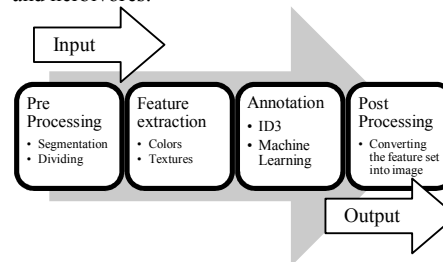 and herbivores.
Input
Pre
Processing
• Segmentation
• Dividing
Feature
extraction
• Colors
• Textures
Annotation
• ID3
• Machine
Learning
Post
Processing
• Converting
the feature set
into image
Output